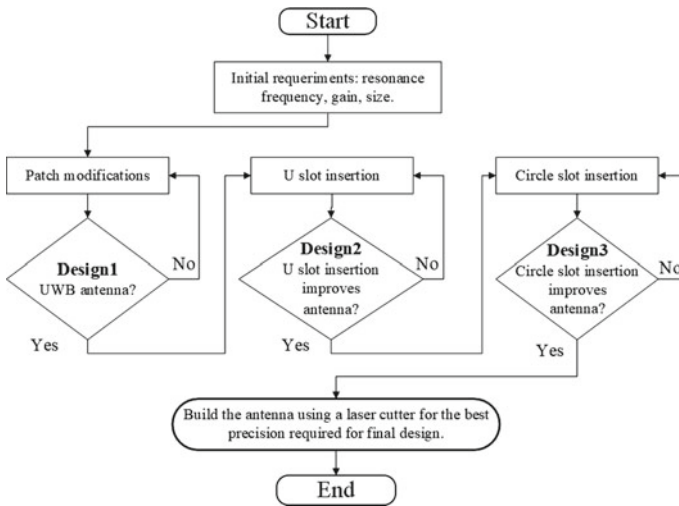 Start
Initial requeriments: resonance
frequency, gain, size.
Patch modifications
Design1
UWB antenna?
No
Yes
U slot insertion
Design2
U slot insertion
improves
antenna?
No
Yes
Circle slot insertion
Design3
Circle slot insertion
improves
antenna?
No
Yes
Build the antenna using a laser cutter for the best
precision required for final design.
End